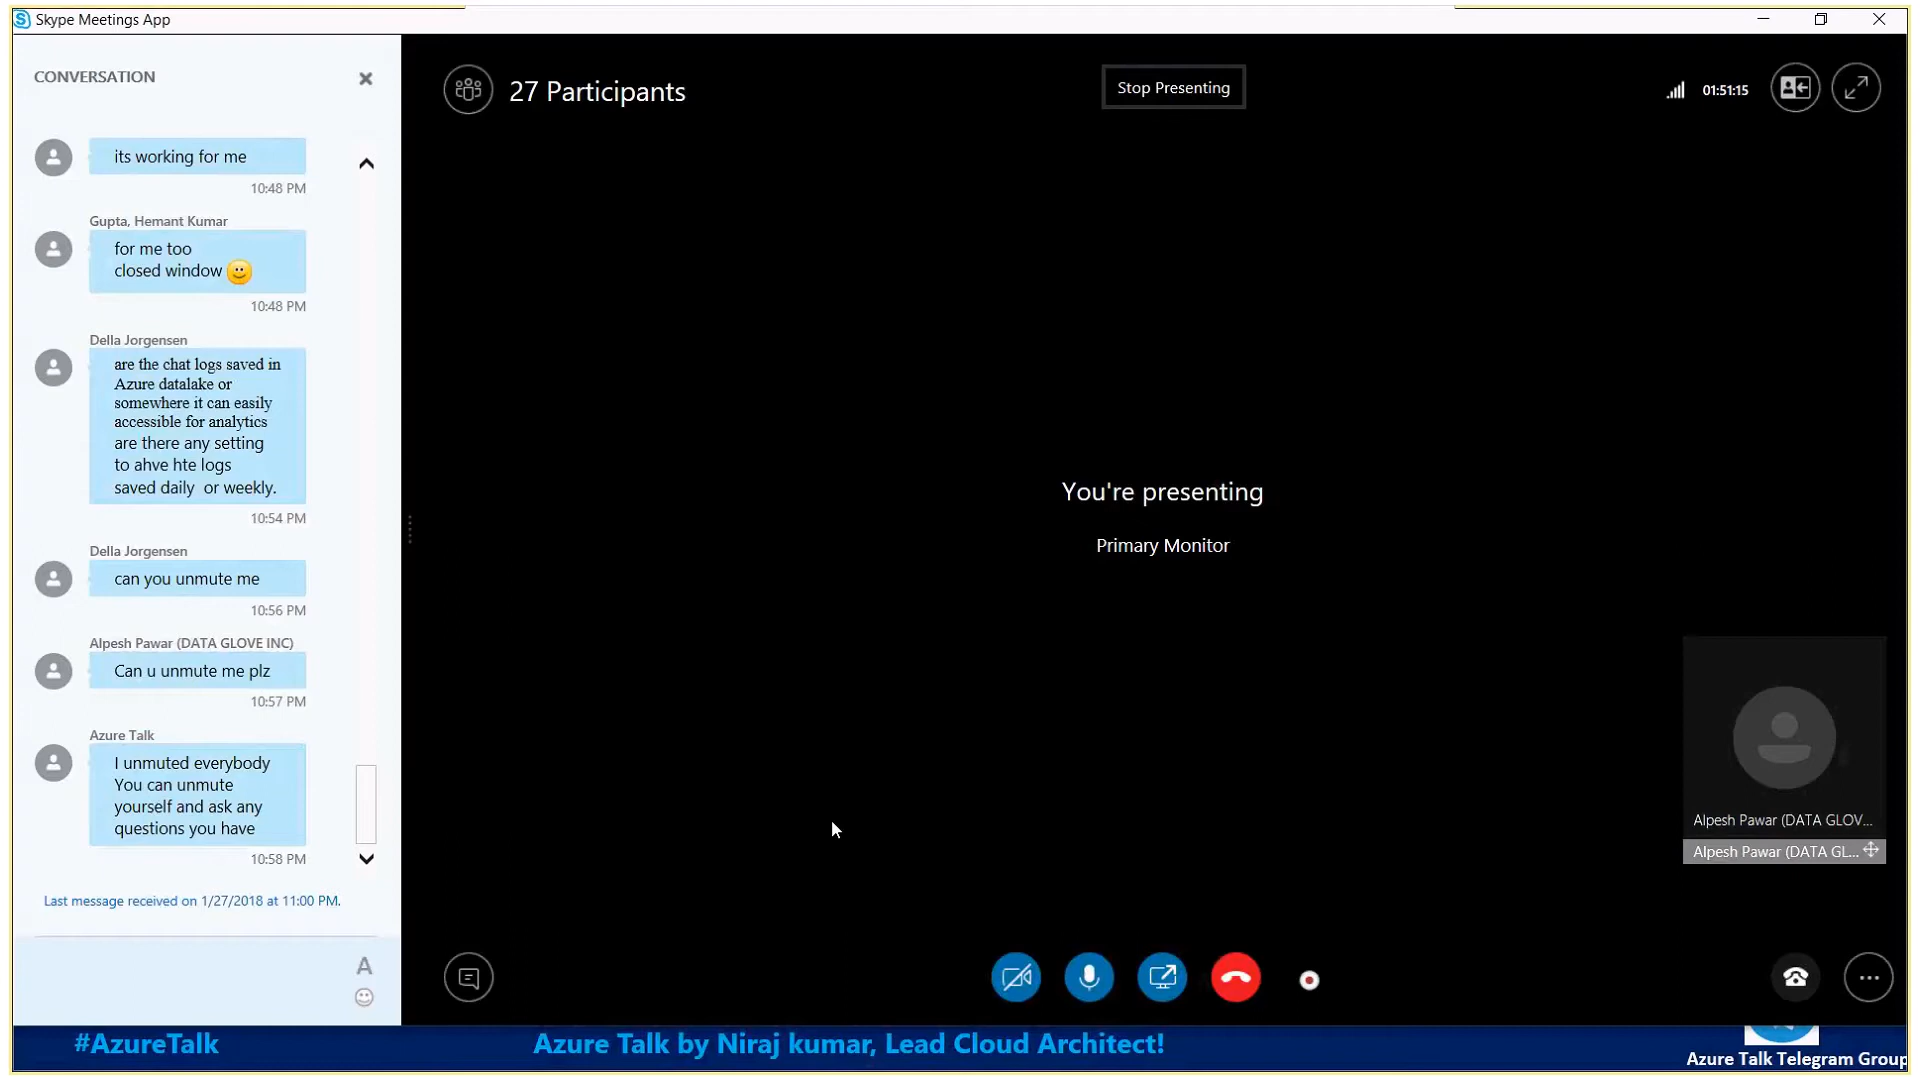 Skype Meetings App
CONVERSATION
its working for me
10:48 PM
Gupta, Hemant Kumar
for me too
closed window
10:48 PM
Della Jorgensen
are the chat logs saved in
Azure datalake or
somewhere it can easily
accessible for analytics
are there any setting
to ahve hte logs
saved daily  or weekly.
10:54 PM
Della Jorgensen
can you unmute me
10:56 PM
Alpesh Pawar (DATA GLOVE INC)
Can u unmute me plz
10:57 PM
Azure Talk
I unmuted everybody
You can unmute
yourself and ask any
questions you have
10:58 PM
Last message received on 1/27/2018 at 11:00 PM.
A
27 Participants
Stop Presenting
01:51:15
You're presenting
Primary Monitor
Alpesh Pawar (DATA GLOV...
Alpesh Pawar (DATA GL...
#AzureTalk
Azure Talk by Niraj kumar, Lead Cloud Architect!
Azure Talk Telegram Group